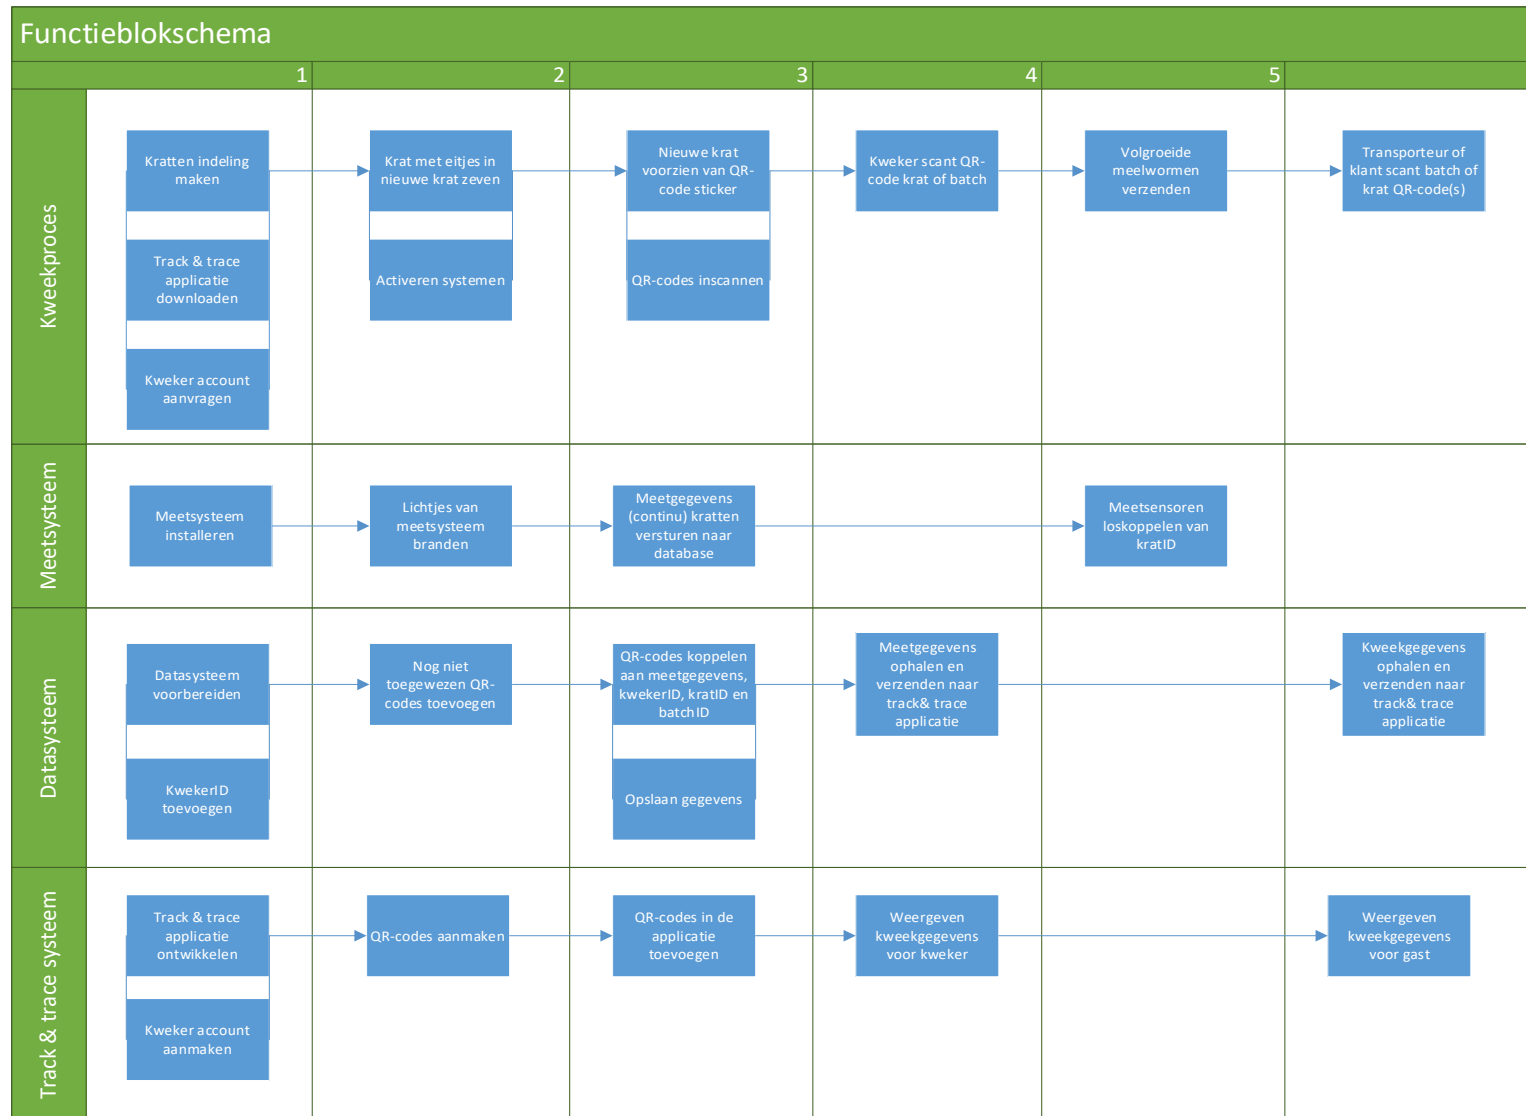 Functieblokschema
1
2
3
4
5
Kweekproces
Kratten indeling
maken
Krat met eitjes in
nieuwe krat zeven
Nieuwe krat
voorzien van QR-
code sticker
Kweker scant QR-
code krat of batch
Volgroeide
meelwormen
verzenden
Transporteur of
klant scant batch of
krat QR-code(s)
Track & trace
applicatie
downloaden
Activeren systemen
QR-codes inscannen
Kweker account
aanvragen
Meetsysteem
Meetsysteem
installeren
Lichtjes van
meetsysteem
branden
Meetgegevens
(continu) kratten
versturen naar
database
Meetsensoren
loskoppelen van
kratID
Datasysteem
Datasysteem
voorbereiden
Nog niet
toegewezen QR-
codes toevoegen
QR-codes koppelen
aan meetgegevens,
kwekerID, kratID en
batchID
Meetgegevens
ophalen en
verzenden naar
track& trace
applicatie
Kweekgegevens
ophalen en
verzenden naar
track& trace
applicatie
KwekerID
toevoegen
Opslaan gegevens
Track & trace systeem
Track & trace
applicatie
ontwikkelen
QR-codes aanmaken
QR-codes in de
applicatie
toevoegen
Weergeven
kweekgegevens
voor kweker
Weergeven
kweekgegevens
voor gast
Kweker account
aanmaken